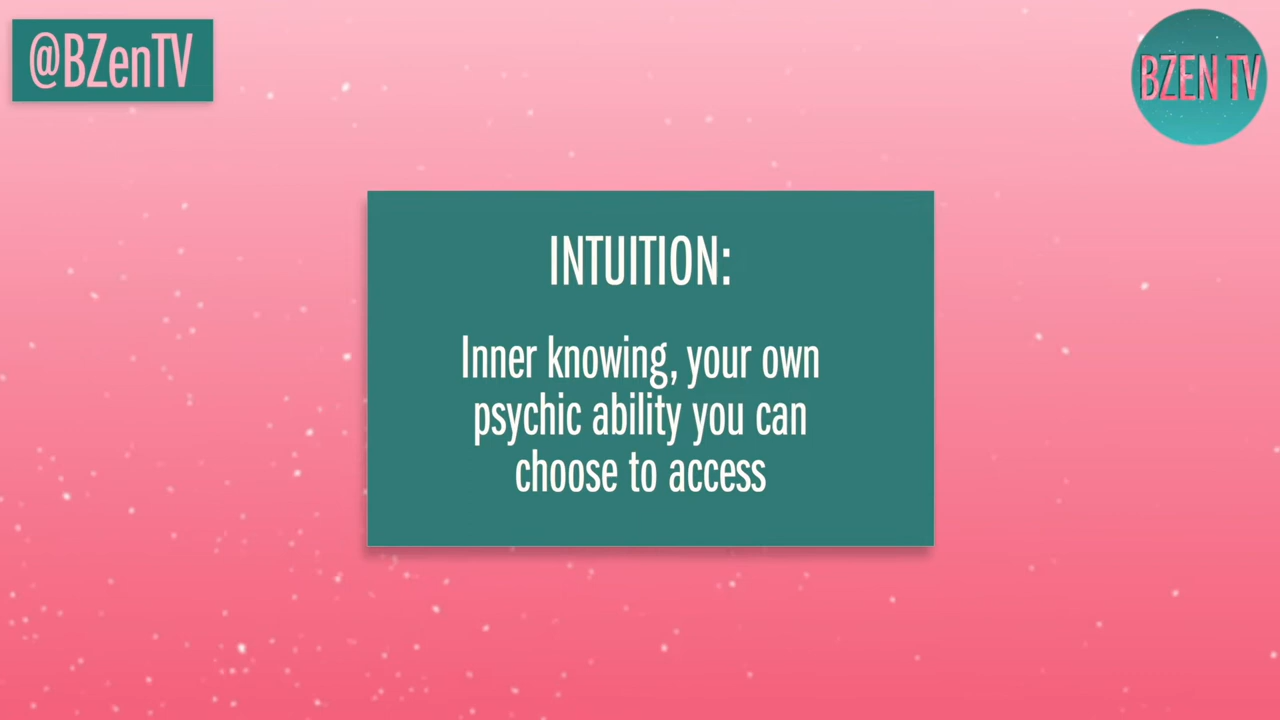 @BZenTV
BZEN TV
INTUITION:
Inner knowing, your own
psychic ability you can
choose to access